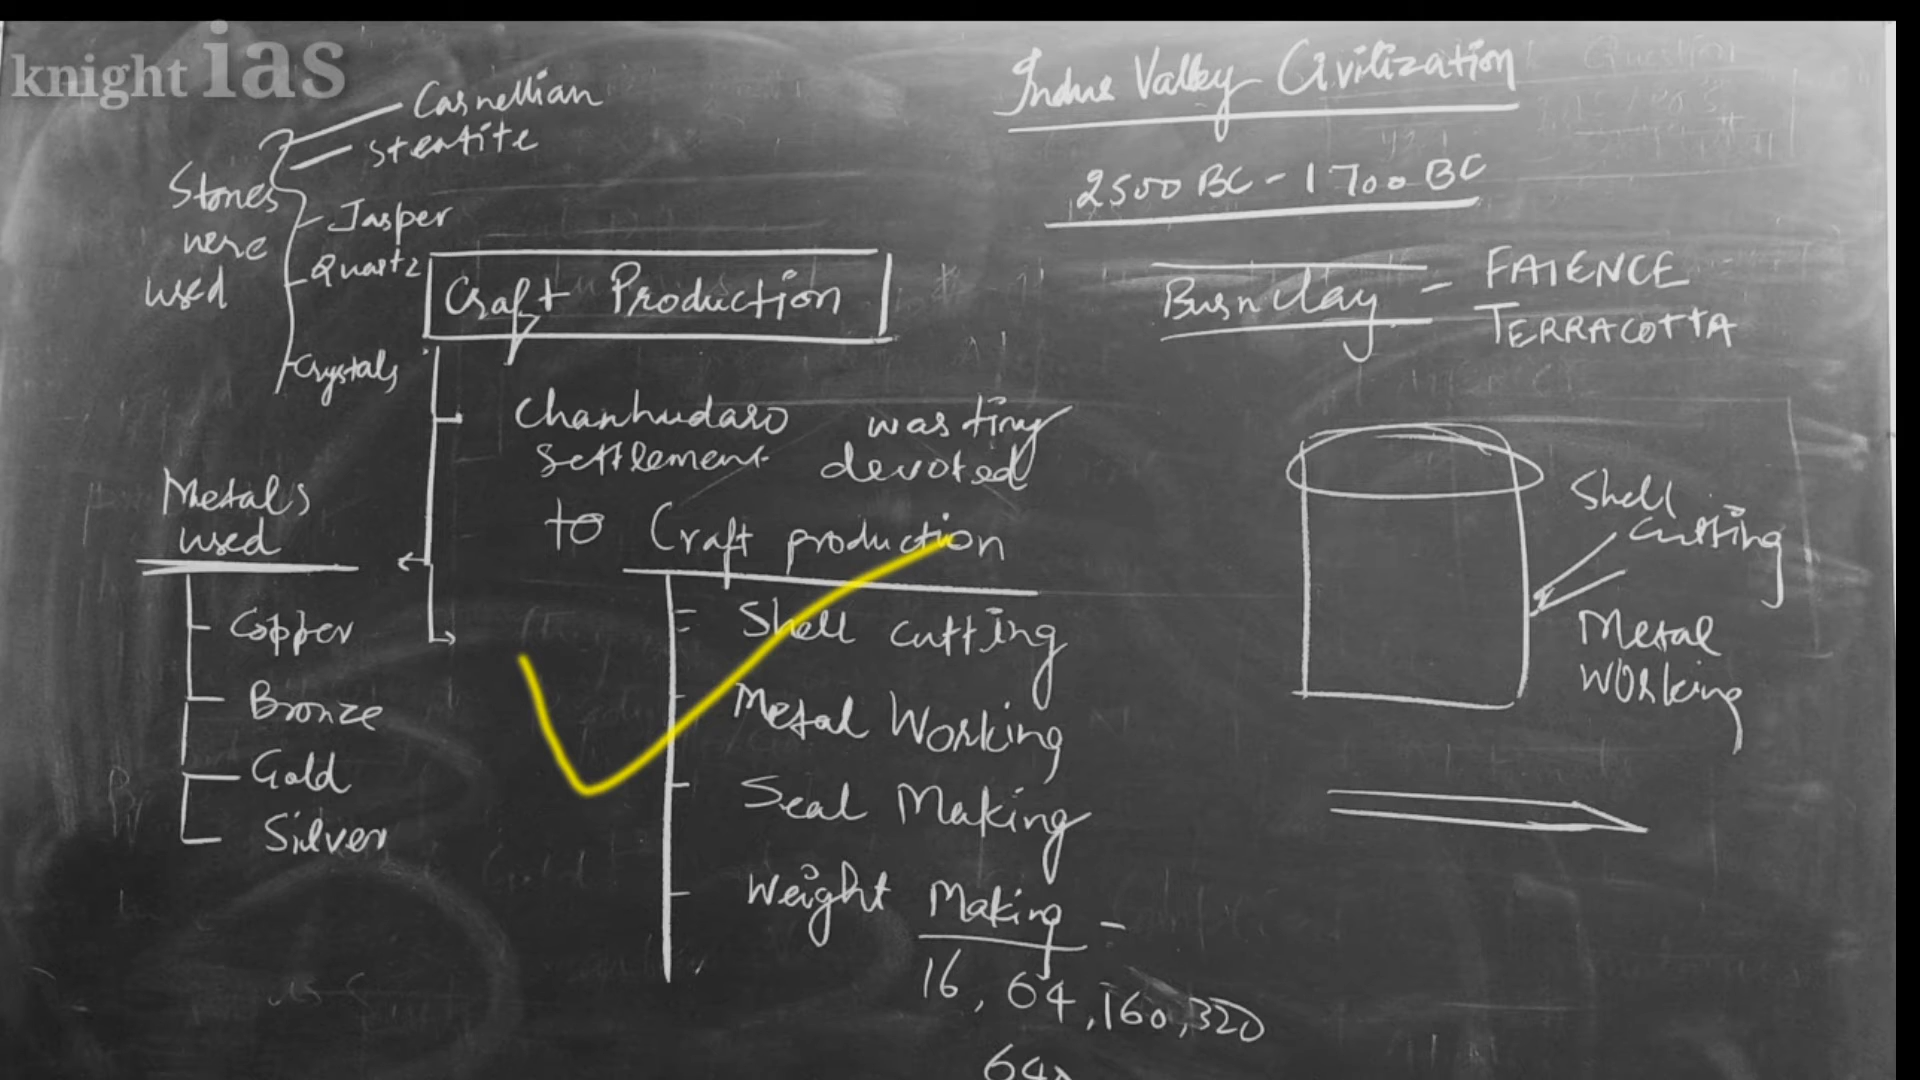 knight ias
Indus Valley Civilization
2500 BC - 1700 BC
Carnellian
steatite
Stones
were
used
Jasper
Quartz
Crystals
Craft Production
Burn clay - FAIENCE
TERRACOTTA
Chanhudaro was tiny
settlement devoted
to Craft production
Metals
used
Copper
Bronze
Gold
Silver
Shell cutting
Metal Working
Seal Making
Weight Making -
16, 64, 160, 320
Shell
cutting
Metal
Working